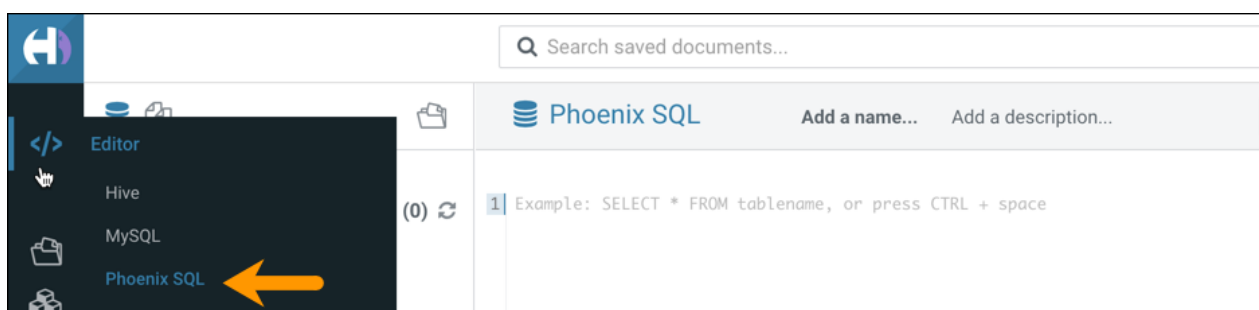 Search saved documents...
Phoenix SQL Add a name... Add a description...
Editor
Hive
(0)
1 Example: SELECT * FROM tablename, or press CTRL + space
MySQL
Phoenix SQL